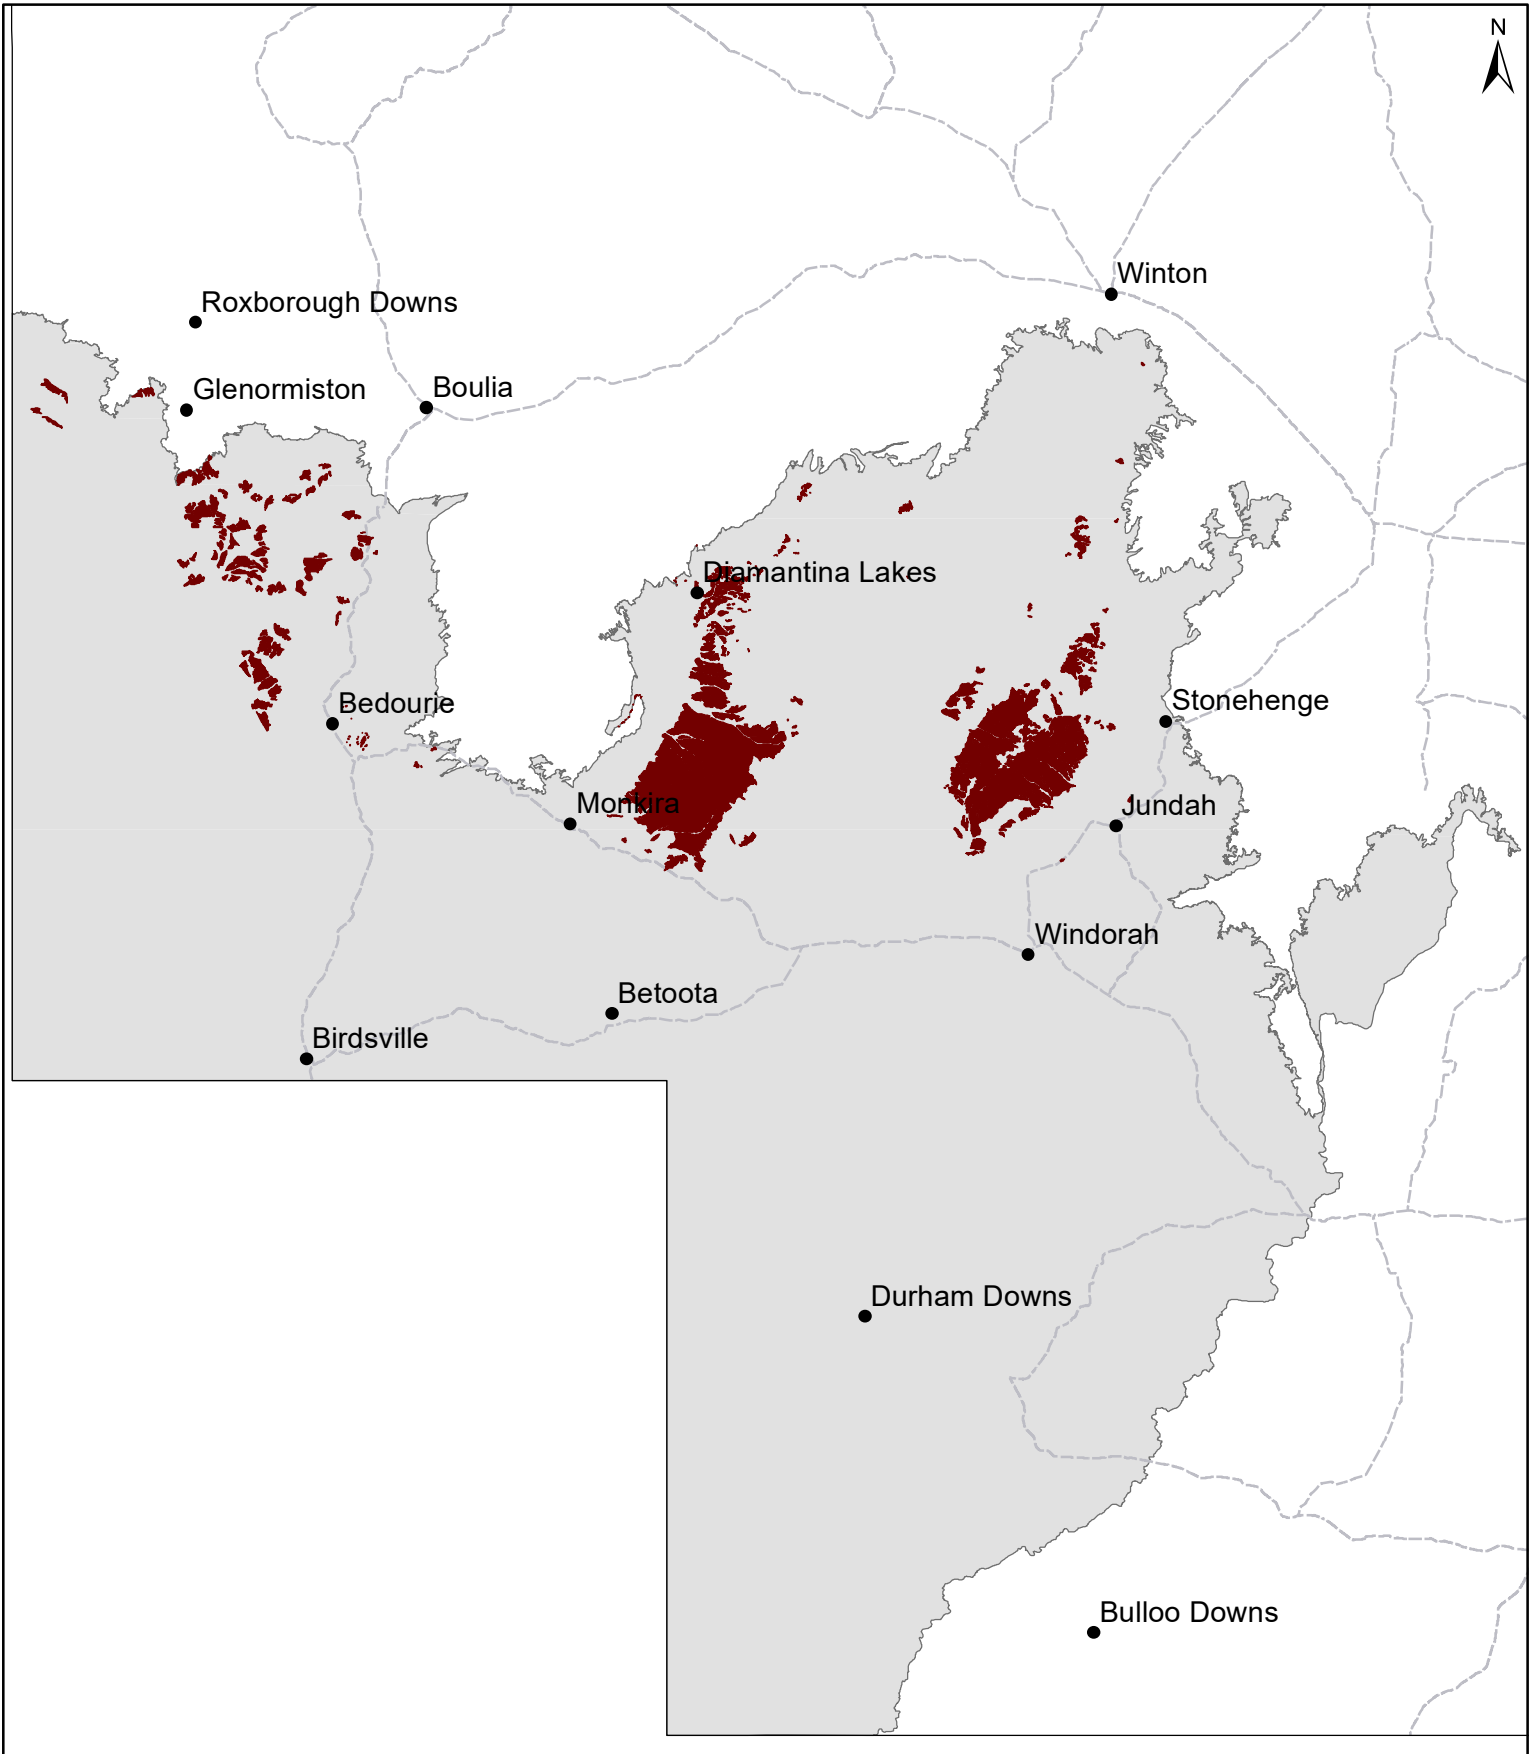 N
Winton
Roxborough Downs
Glenormiston
Boulia
Diamantina Lakes
Bedourie
Stonehenge
Monkira
Jundah
Windorah
Betoota
Birdsville
Durham Downs
Bulloo Downs